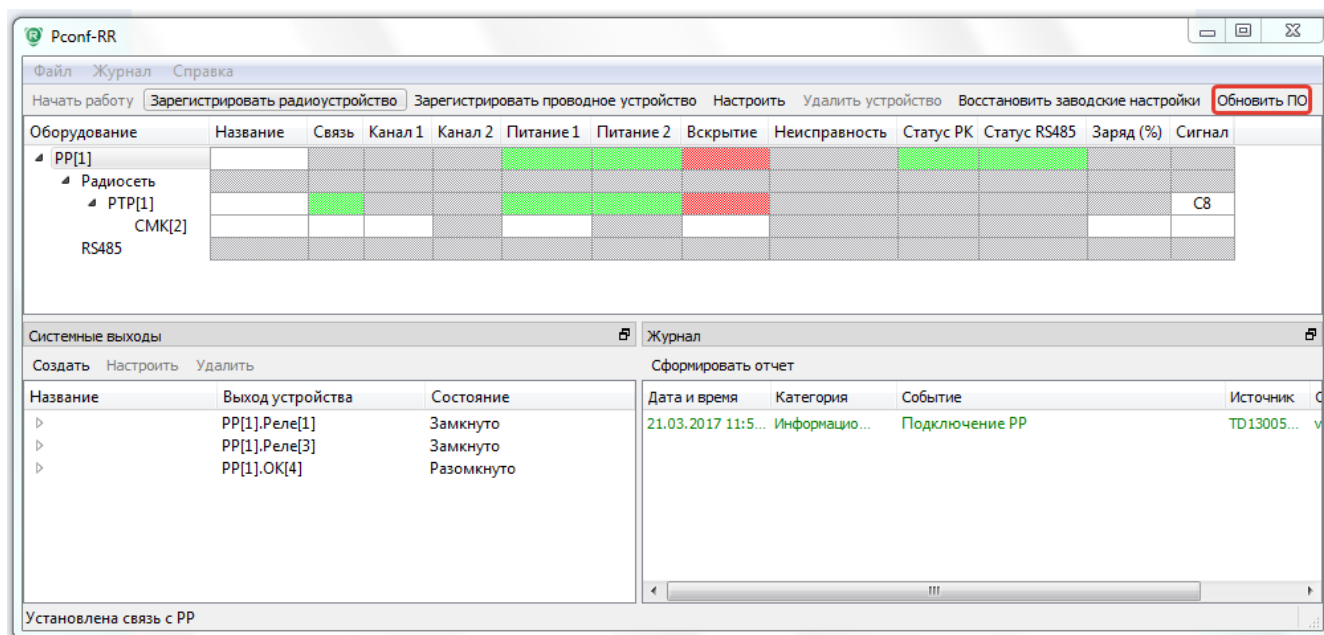 Pconf-RR
Файл Журнал Справка
Начать работу Зарегистрировать радиоустройство Зарегистрировать проводное устройство Настроить Удалить устройство Восстановить заводские настройки Обновить ПО
Оборудование Название Связь Канал 1 Канал 2 Питание 1 Питание 2 Вскрытие Неисправность Статус РК Статус RS485 Заряд (%) Сигнал
РР[1]
Радиосеть
РТР[1] С8
СМК[2]
RS485
Системные выходы
Создать Настроить Удалить
Название Выход устройства Состояние
РР[1].Реле[1] Замкнуто
РР[1].Реле[3] Замкнуто
РР[1].ОК[4] Разомкнуто
Журнал
Сформировать отчет
Дата и время Категория Событие Источник
21.03.2017 11:5... Информацио... Подключение РР TD13005... v
Установлена связь с РР